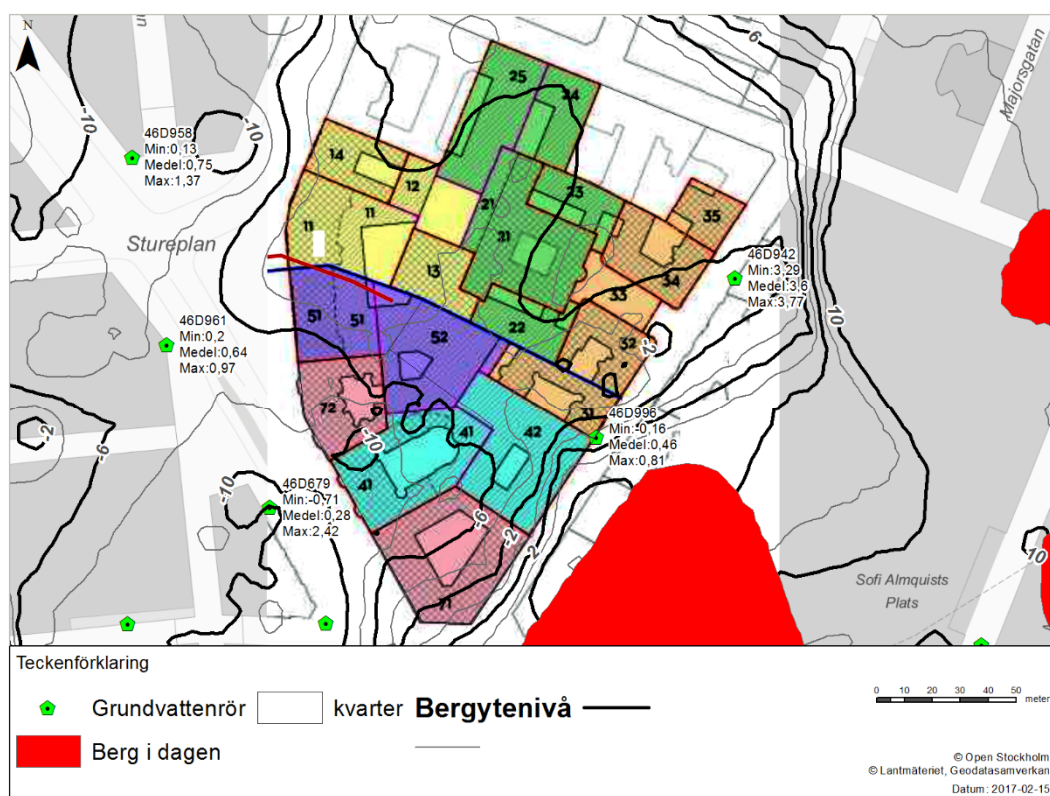 N
-10
-10
6
Majorsgatan
46D958
Min:0,13
Medel:0,75
Max:1,37
25
24
14
12
11
11
21
21
23
35
Stureplan
13
33
34
46D942
Min:3,29
Medel:3,6
Max:3,77
10
51
51
52
22
32
-2
46D961
Min:0,2
Medel:0,64
Max:0,97
72
31
46D996
Min:-0,16
Medel:0,46
Max:0,81
-10
41
42
41
-2
-6
-10
46D679
Min:-0,71
Medel:0,28
Max:2,42
-6
-2
2
71
10
Sofi Almquists
Plats
Teckenförklaring
Grundvattenrör
kvarter
Bergytenivå
Berg i dagen
0 10 20 30 40 50
meter
© Open Stockholm
© Lantmäteriet, Geodatasamverkan
Datum: 2017-02-15